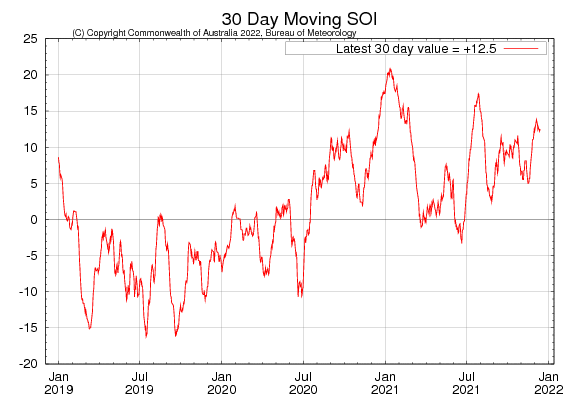 30 Day Moving SOI
(C) Copyright Commonwealth of Australia 2022, Bureau of Meteorology
Latest 30 day value = +12.5
25
20
15
10
5
0
-5
-10
-15
-20
Jan Jul Jan Jul Jan Jul Jan
2019 2019 2020 2020 2021 2021 2022